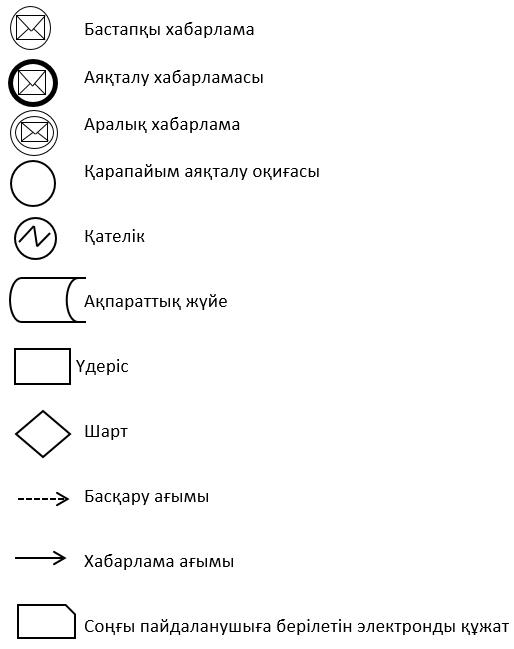 Бастапқы хабарлама
Аяқталу хабарламасы
Аралық хабарлама
Қарапайым аяқталу оқиғасы
Қателік
Ақпараттық жүйе
Үдеріс
Шарт
Басқару ағымы
Хабарлама ағымы
Соңғы пайдаланушыға берілетін электронды құжат